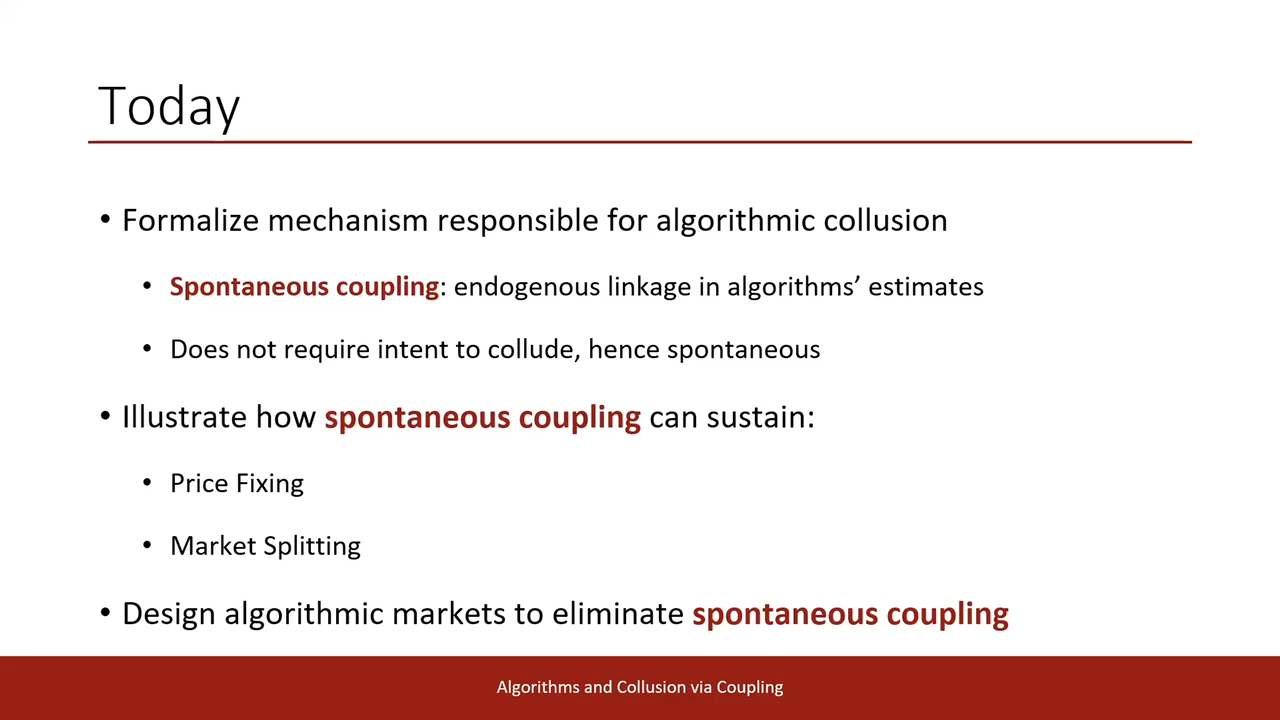 Today
• Formalize mechanism responsible for algorithmic collusion
• Spontaneous coupling: endogenous linkage in algorithms’ estimates
• Does not require intent to collude, hence spontaneous
• Illustrate how spontaneous coupling can sustain:
• Price Fixing
• Market Splitting
• Design algorithmic markets to eliminate spontaneous coupling
Algorithms and Collusion via Coupling